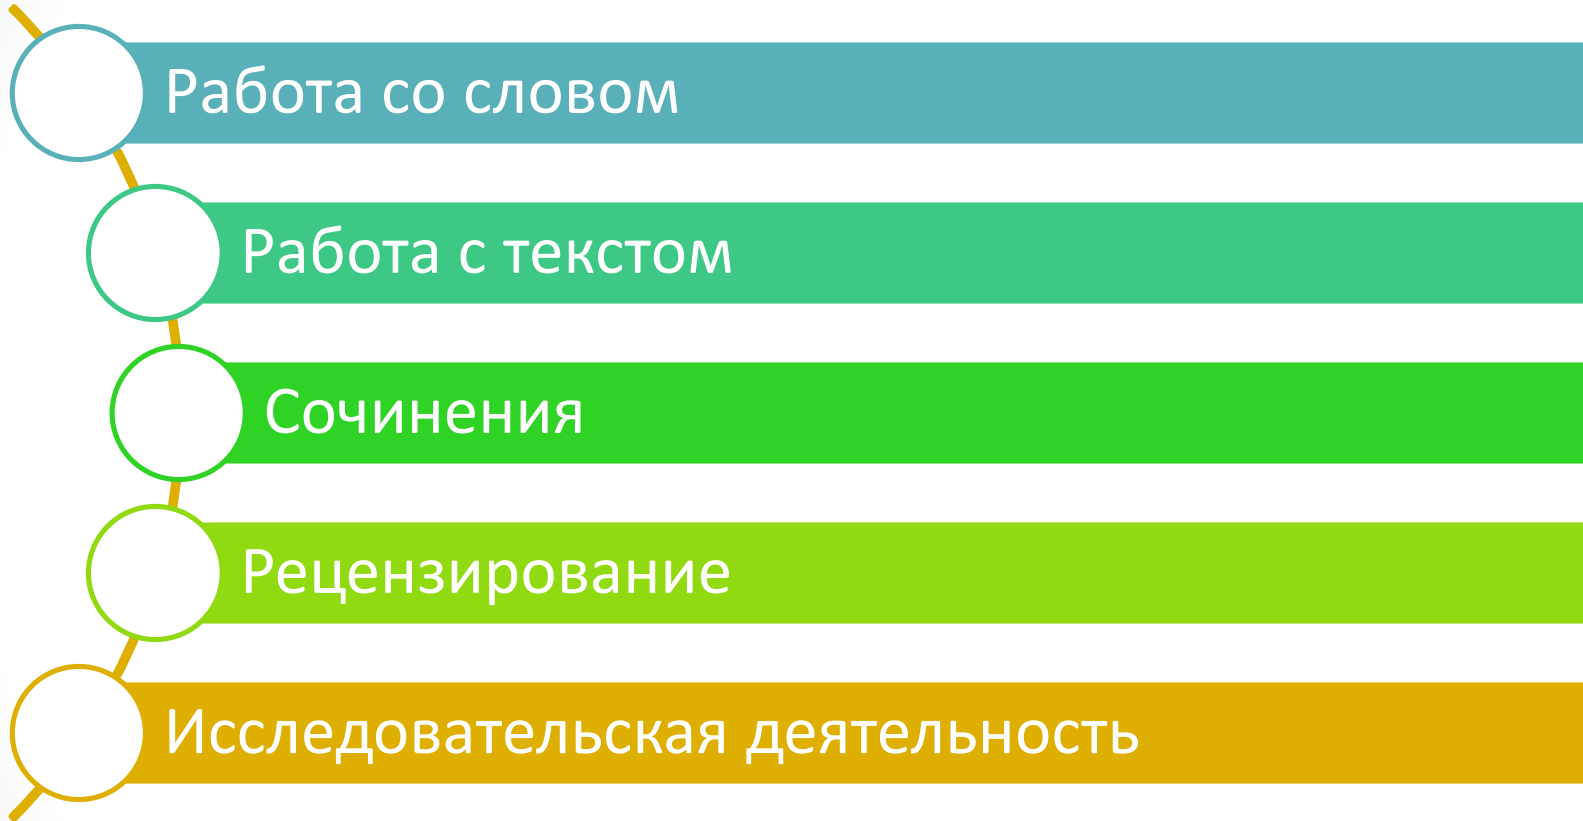 Работа со словом
Работа с текстом
Сочинения
Рецензирование
Исследовательская деятельность